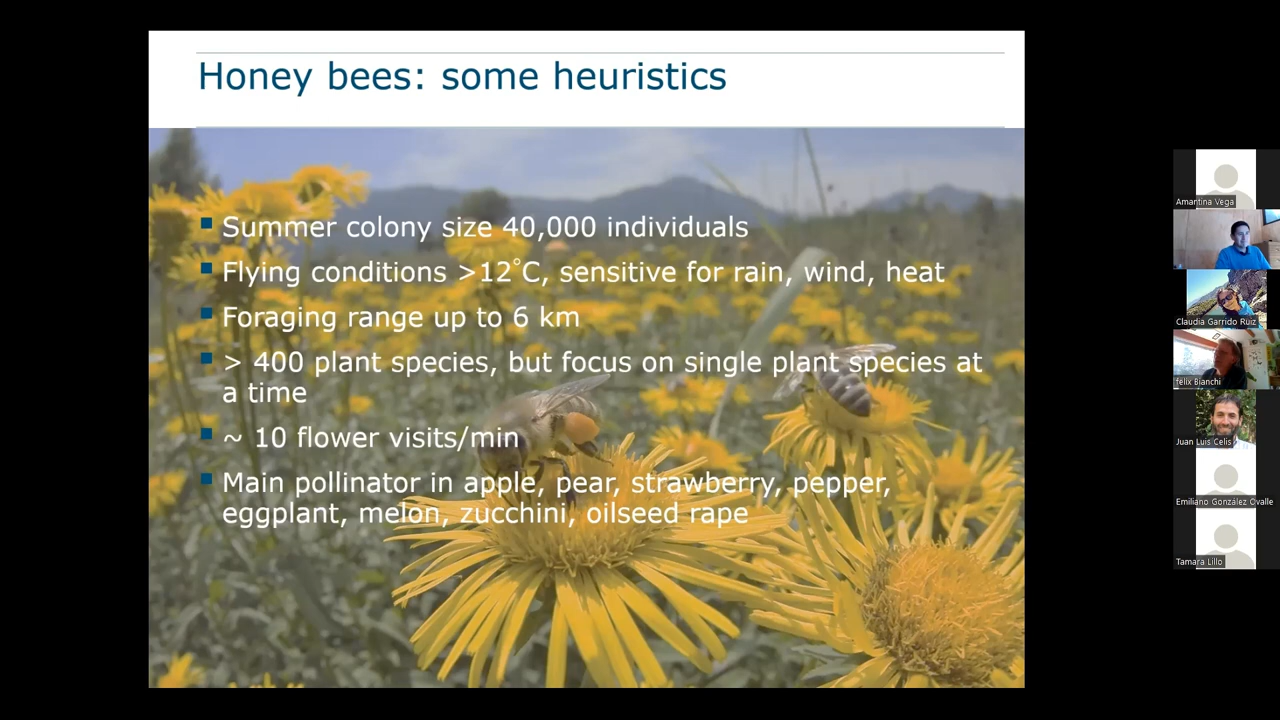 Honey bees: some heuristics
Summer colony size 40,000 individuals
Flying conditions >12°C, sensitive for rain, wind, heat
Foraging range up to 6 km
> 400 plant species, but focus on single plant species at
a time
~ 10 flower visits/min
Main pollinator in apple, pear, strawberry, pepper,
eggplant, melon, zucchini, oilseed rape
Amantina Vega
Claudia Garrido Ruiz
felix Bianchi
Juan Luis Celis
Emiliano González Ovalle
Tamara Lillo